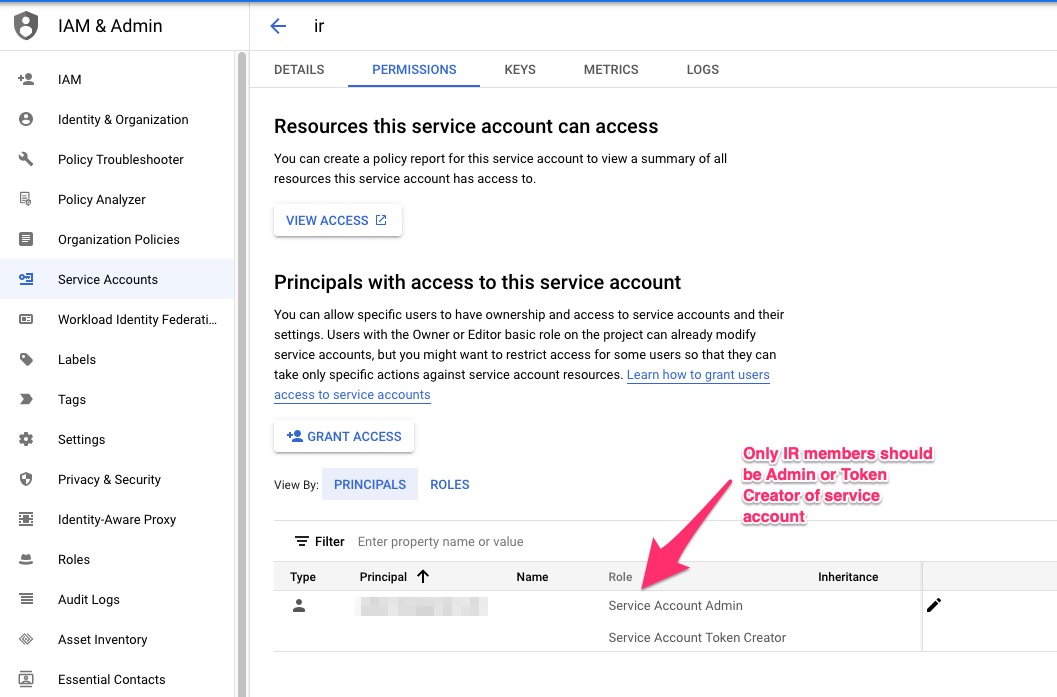 IAM & Admin
ir
IAM
Identity & Organization
Policy Troubleshooter
Policy Analyzer
Organization Policies
Service Accounts
Workload Identity Federati...
Labels
Tags
Settings
Privacy & Security
Identity-Aware Proxy
Roles
Audit Logs
Asset Inventory
Essential Contacts
DETAILS PERMISSIONS KEYS METRICS LOGS
Resources this service account can access
You can create a policy report for this service account to view a summary of all
resources this service account has access to.
VIEW ACCESS
Principals with access to this service account
You can allow specific users to have ownership and access to service accounts and their
settings. Users with the Owner or Editor basic role on the project can already modify
service accounts, but you might want to restrict access for some users so that they can
take only specific actions against service account resources. Learn how to grant users
access to service accounts
GRANT ACCESS
View By: PRINCIPALS ROLES
Only IR members should
be Admin or Token
Creator of service
account
Filter Enter property name or value
Type Principal Name Role Inheritance
Service Account Admin
Service Account Token Creator